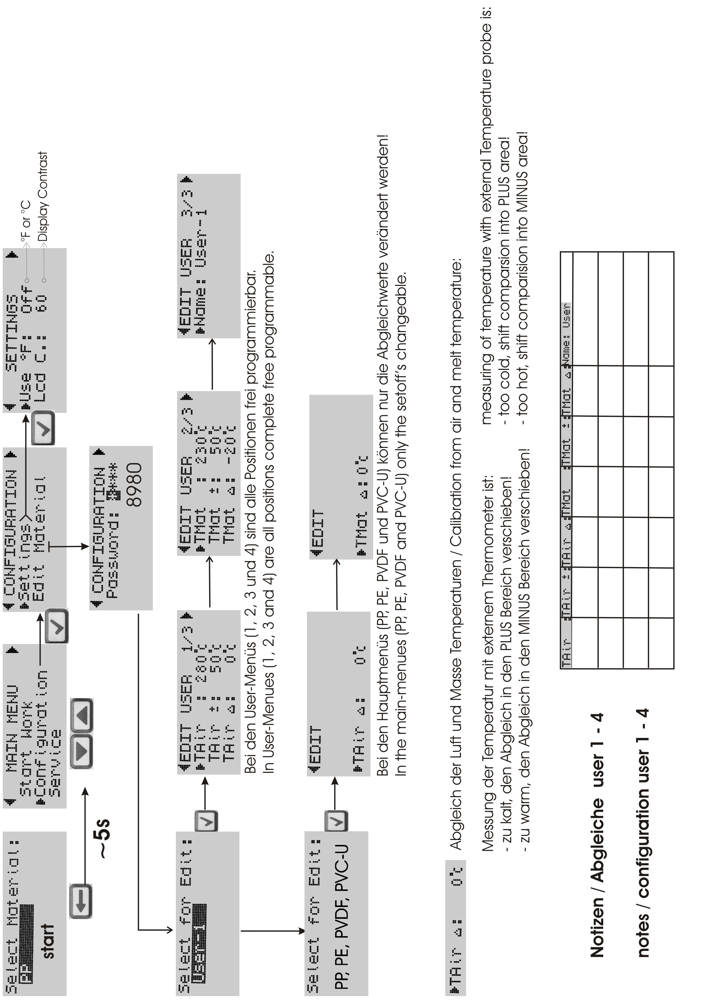 Select Material:
PP
start
~5s
MAIN MENU
Start Work
Configuration
Service
CONFIGURATION
Settings
Edit Material
SETTINGS
Use °F: Off
Lcd C.: 60
°F or °C
Display Contrast
CONFIGURATION
Password: ****
8980
Select for Edit:
User-1
EDIT USER 1/3
TAir : 280°C
TAir ±: 50°C
TAir Δ: 0°C
EDIT USER 2/3
TMat : 230°C
TMat ±: 50°C
TMat Δ: -20°C
EDIT USER 3/3
Name: User-1
Bei den User-Menüs (1, 2, 3 und 4) sind alle Positionen frei programmierbar.
In User-Menues (1, 2, 3 and 4) are all positions complete free programmable.
Select for Edit:
PP, PE, PVDF, PVC-U
EDIT
TAir Δ: 0°C
EDIT
TMat Δ: 0°C
Bei den Hauptmenüs (PP, PE, PVDF und PVC-U) können nur die Abgleichwerte verändert werden!
In the main-menues (PP, PE, PVDF and PVC-U) only the setoff's changeable.
TAir Δ: 0°C
Abgleich der Luft und Masse Temperaturen / Calibration from air and melt temperature:
Messung der Temperatur mit externem Thermometer ist:
- zu kalt, den Abgleich in den PLUS Bereich verschieben!
- zu warm, den Abgleich in den MINUS Bereich verschieben!
measuring of temperature with external Temperature probe is:
- too cold, shift comparsion into PLUS area!
- too hot, shift comparision into MINUS area!
Notizen / Abgleiche user 1 - 4
notes / configuration user 1 - 4
TAir : TAir ±: TAir Δ: TMat : TMat ±: TMat Δ: Name: User